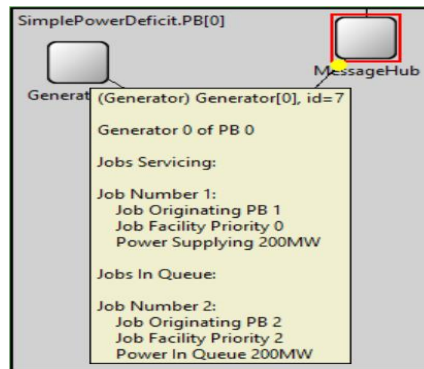 SimplePowerDeficit.PB[0]
MessageHub
Generat
(Generator) Generator[0], id=7
Generator 0 of PB 0
Jobs Servicing:
Job Number 1:
Job Originating PB 1
Job Facility Priority 0
Power Supplying 200MW
Jobs In Queue:
Job Number 2:
Job Originating PB 2
Job Facility Priority 2
Power In Queue 200MW